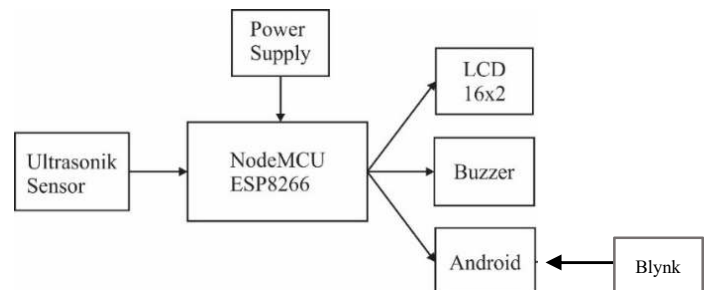 Power
Supply
LCD
16x2
Ultrasonik
Sensor
NodeMCU
ESP8266
Buzzer
Android
Blynk